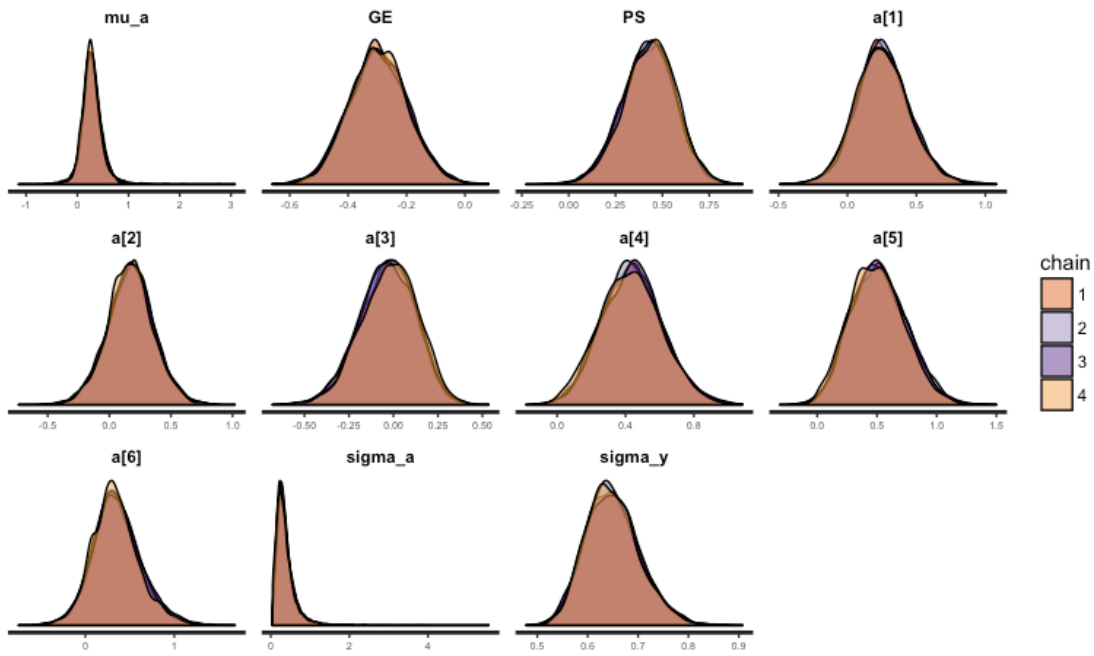 mu_a GE PS a[1]
-1 0 1 2 3 -0.6 -0.4 -0.2 0.0 -0.25 0.00 0.25 0.50 0.75 -0.5 0.0 0.5 1.0
a[2] a[3] a[4] a[5]
-0.5 0.0 0.5 1.0 -0.50 -0.25 0.00 0.25 0.50 0.0 0.4 0.8 0.0 0.5 1.0 1.5
a[6] sigma_a sigma_y
0 1 0 2 4 0.5 0.6 0.7 0.8 0.9
chain
1
2
3
4